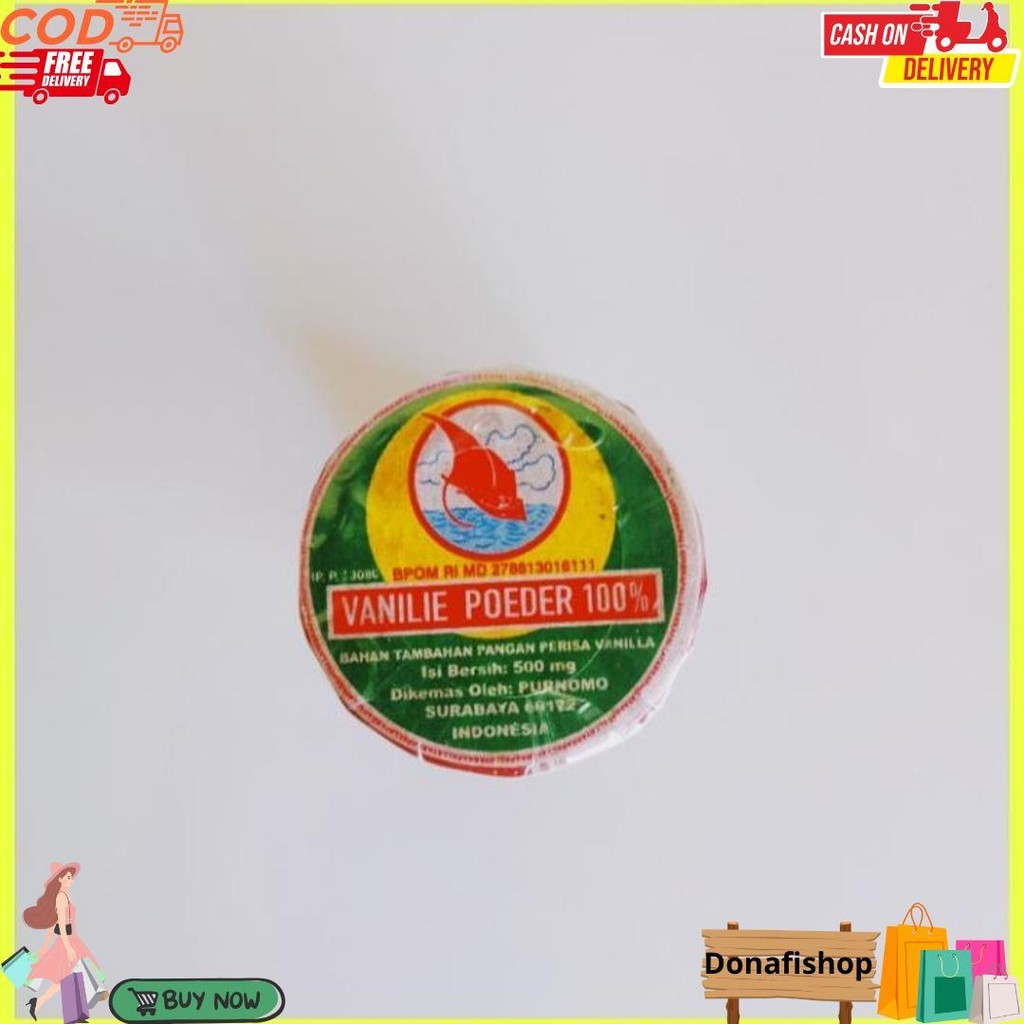 COD
FREE
DELIVERY
CASH ON
DELIVERY
BPOM RI MD 278813016111
VANILIE POEDER 100%
BAHAN TAMBAHAN PANGAN PERISA VANILLA
Isi Bersih: 500 mg
Dikemas Oleh: PURNOMO
SURABAYA
INDONESIA
Donafishop
BUY NOW